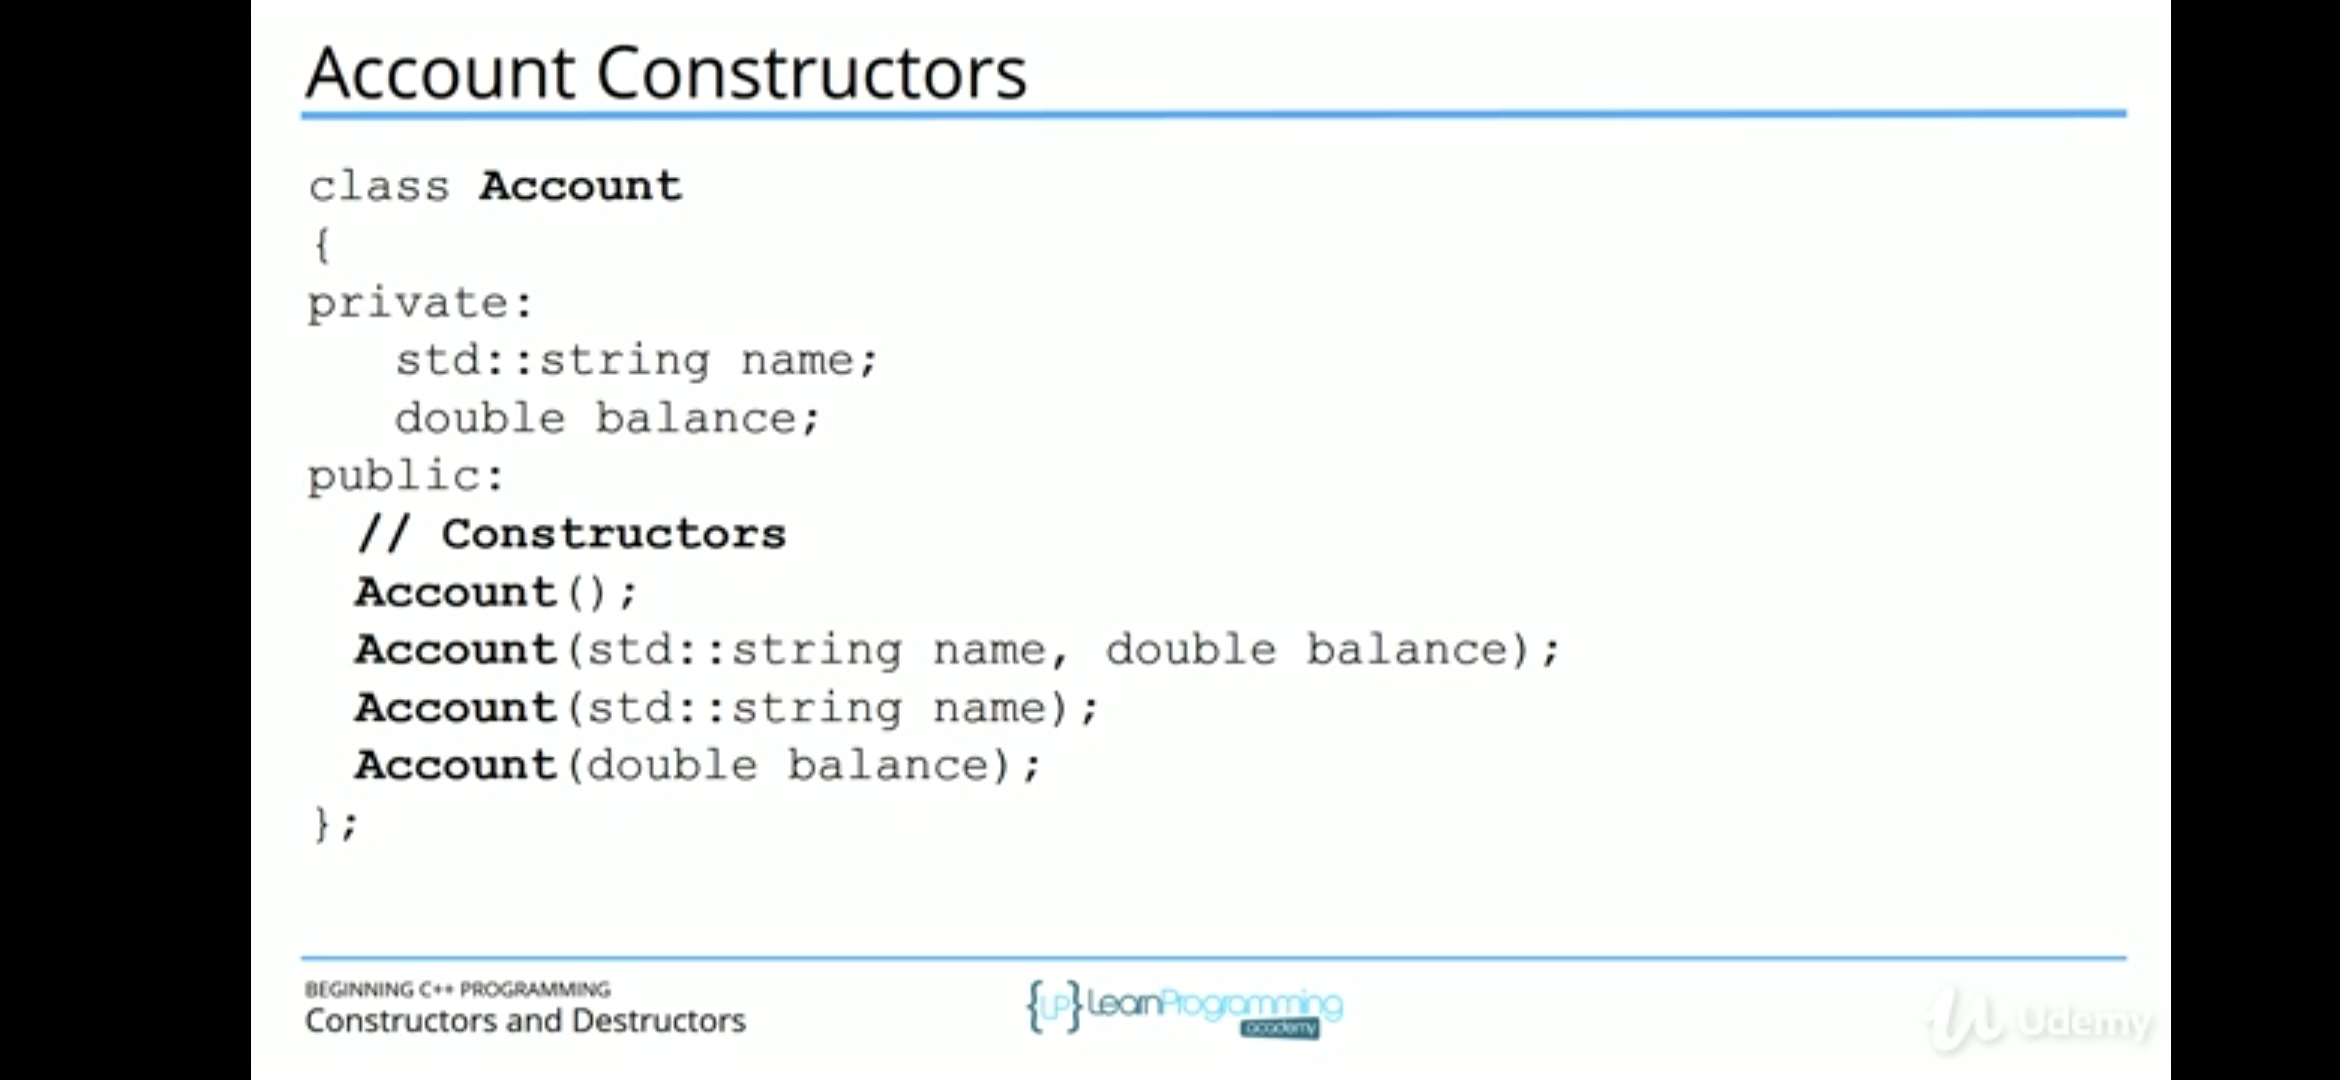 Account Constructors
class Account
{
private:
   std::string name;
   double balance;
public:
  // Constructors
  Account();
  Account(std::string name, double balance);
  Account(std::string name);
  Account(double balance);
};
BEGINNING C++ PROGRAMMING
Constructors and Destructors
{LP}LearnProgramming
academy
Udemy